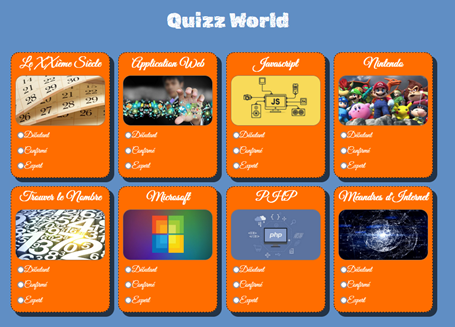 Quizz World
Le XXième Siècle
Application Web
Javascript
Nintendo
JS
Débutant
Débutant
Débutant
Débutant
Confirmé
Confirmé
Confirmé
Confirmé
Expert
Expert
Expert
Expert
Trouver le Nombre
Microsoft
PHP
Méandres d'Internet
php
Débutant
Débutant
Débutant
Débutant
Confirmé
Confirmé
Confirmé
Confirmé
Expert
Expert
Expert
Expert